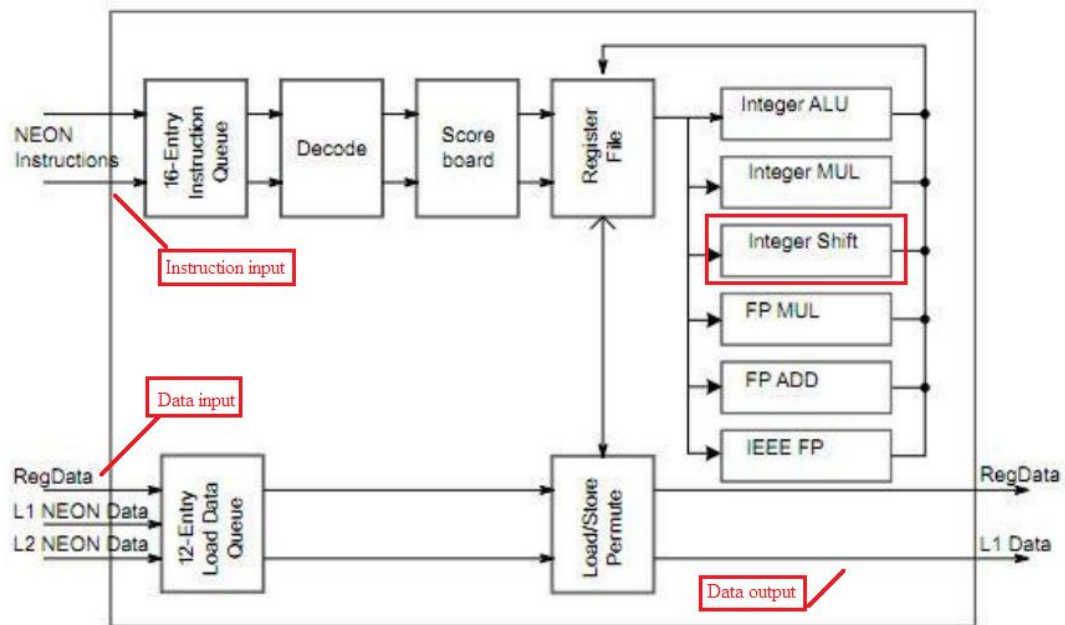 NEON
Instructions
16-Entry
Instruction
Queue
Decode
Score
board
Register
File
Integer ALU
Integer MUL
Integer Shift
FP MUL
FP ADD
IEEE FP
Instruction input
Data input
RegData
L1 NEON Data
L2 NEON Data
12-Entry
Load Data
Queue
Load/Store
Permute
RegData
L1 Data
Data output